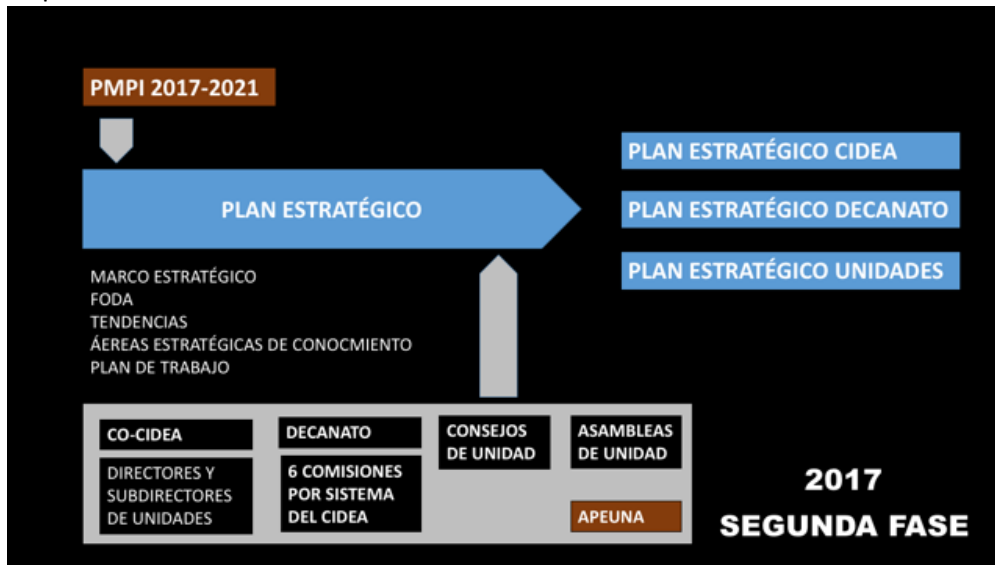 PMPI 2017-2021
PLAN ESTRATÉGICO
PLAN ESTRATÉGICO CIDEA
PLAN ESTRATÉGICO DECANATO
PLAN ESTRATÉGICO UNIDADES
MARCO ESTRATÉGICO
FODA
TENDENCIAS
ÁEREAS ESTRATÉGICAS DE CONOCMIENTO
PLAN DE TRABAJO
CO-CIDEA
DIRECTORES Y
SUBDIRECTORES
DE UNIDADES
DECANATO
6 COMISIONES
POR SISTEMA
DEL CIDEA
CONSEJOS
DE UNIDAD
ASAMBLEAS
DE UNIDAD
APEUNA
2017
SEGUNDA FASE